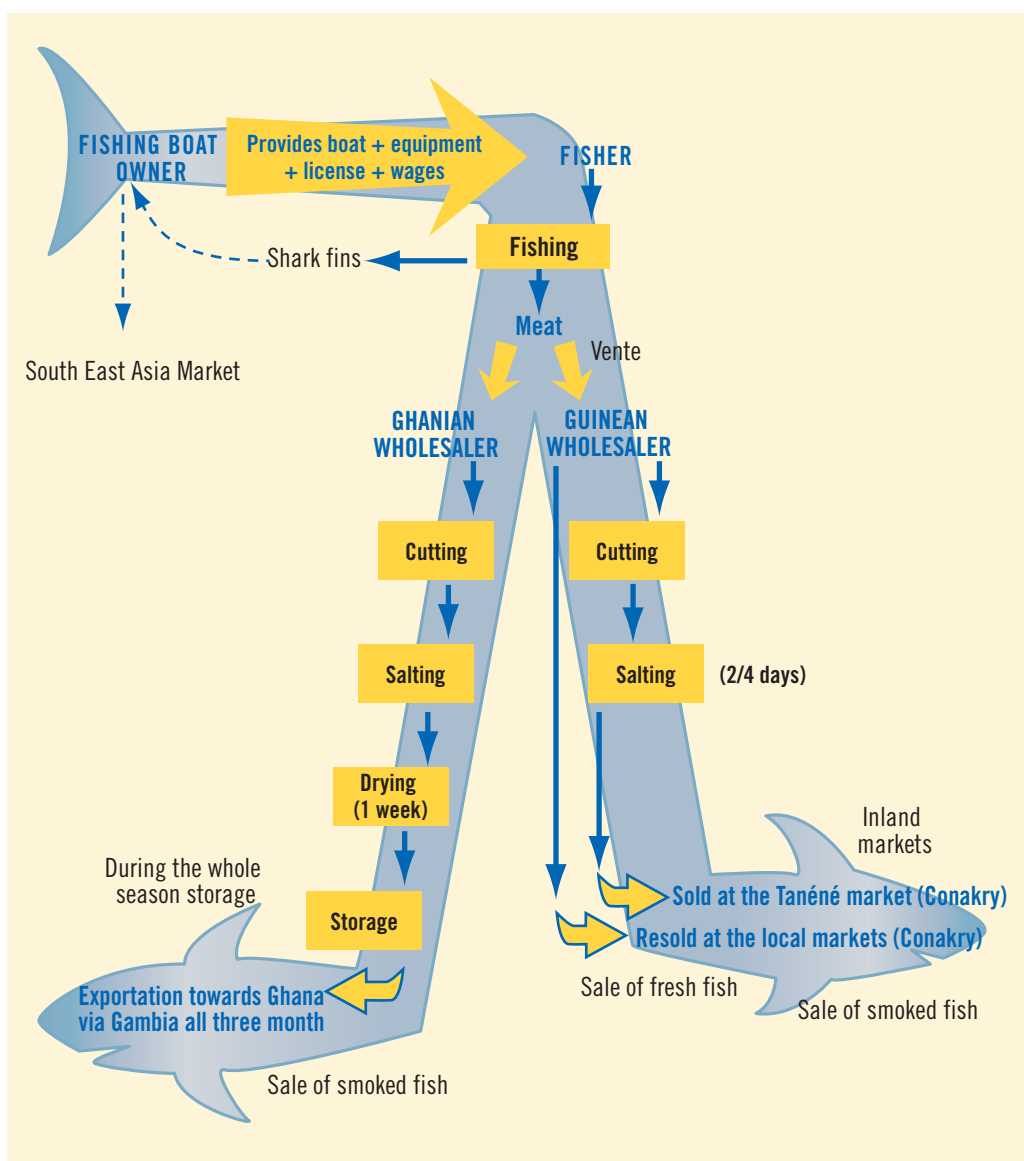 FISHING BOAT
OWNER
Provides boat + equipment
+ license + wages
FISHER
Fishing
Shark fins
Meat
Vente
South East Asia Market
GHANIAN
WHOLESALER
GUINEAN
WHOLESALER
Cutting
Cutting
Salting
Salting
(2/4 days)
Drying
(1 week)
Inland
markets
During the whole
season storage
Storage
Sold at the Tanéné market (Conakry)
Resold at the local markets (Conakry)
Sale of fresh fish
Sale of smoked fish
Exportation towards Ghana
via Gambia all three month
Sale of smoked fish